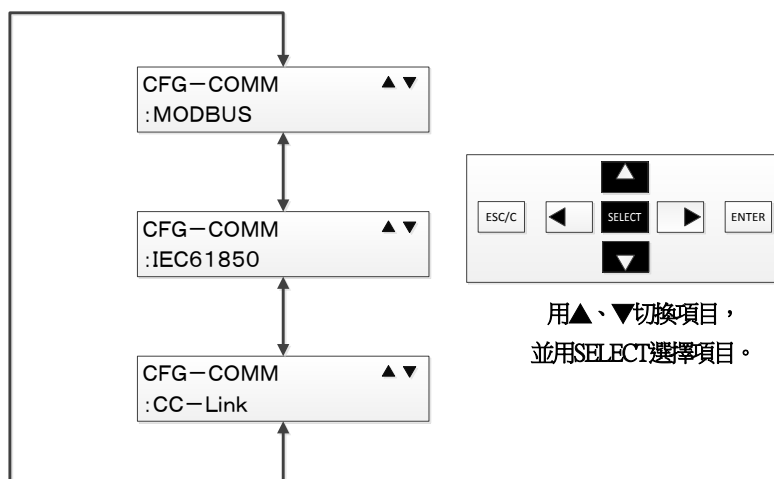 CFG－COMM ▲ ▼
:MODBUS
CFG－COMM ▲ ▼
:IEC61850
CFG－COMM ▲ ▼
:CC－Link
▲
ESC/C ◀ SELECT ▶ ENTER
▼
用▲、▼切換項目，
並用SELECT選擇項目。